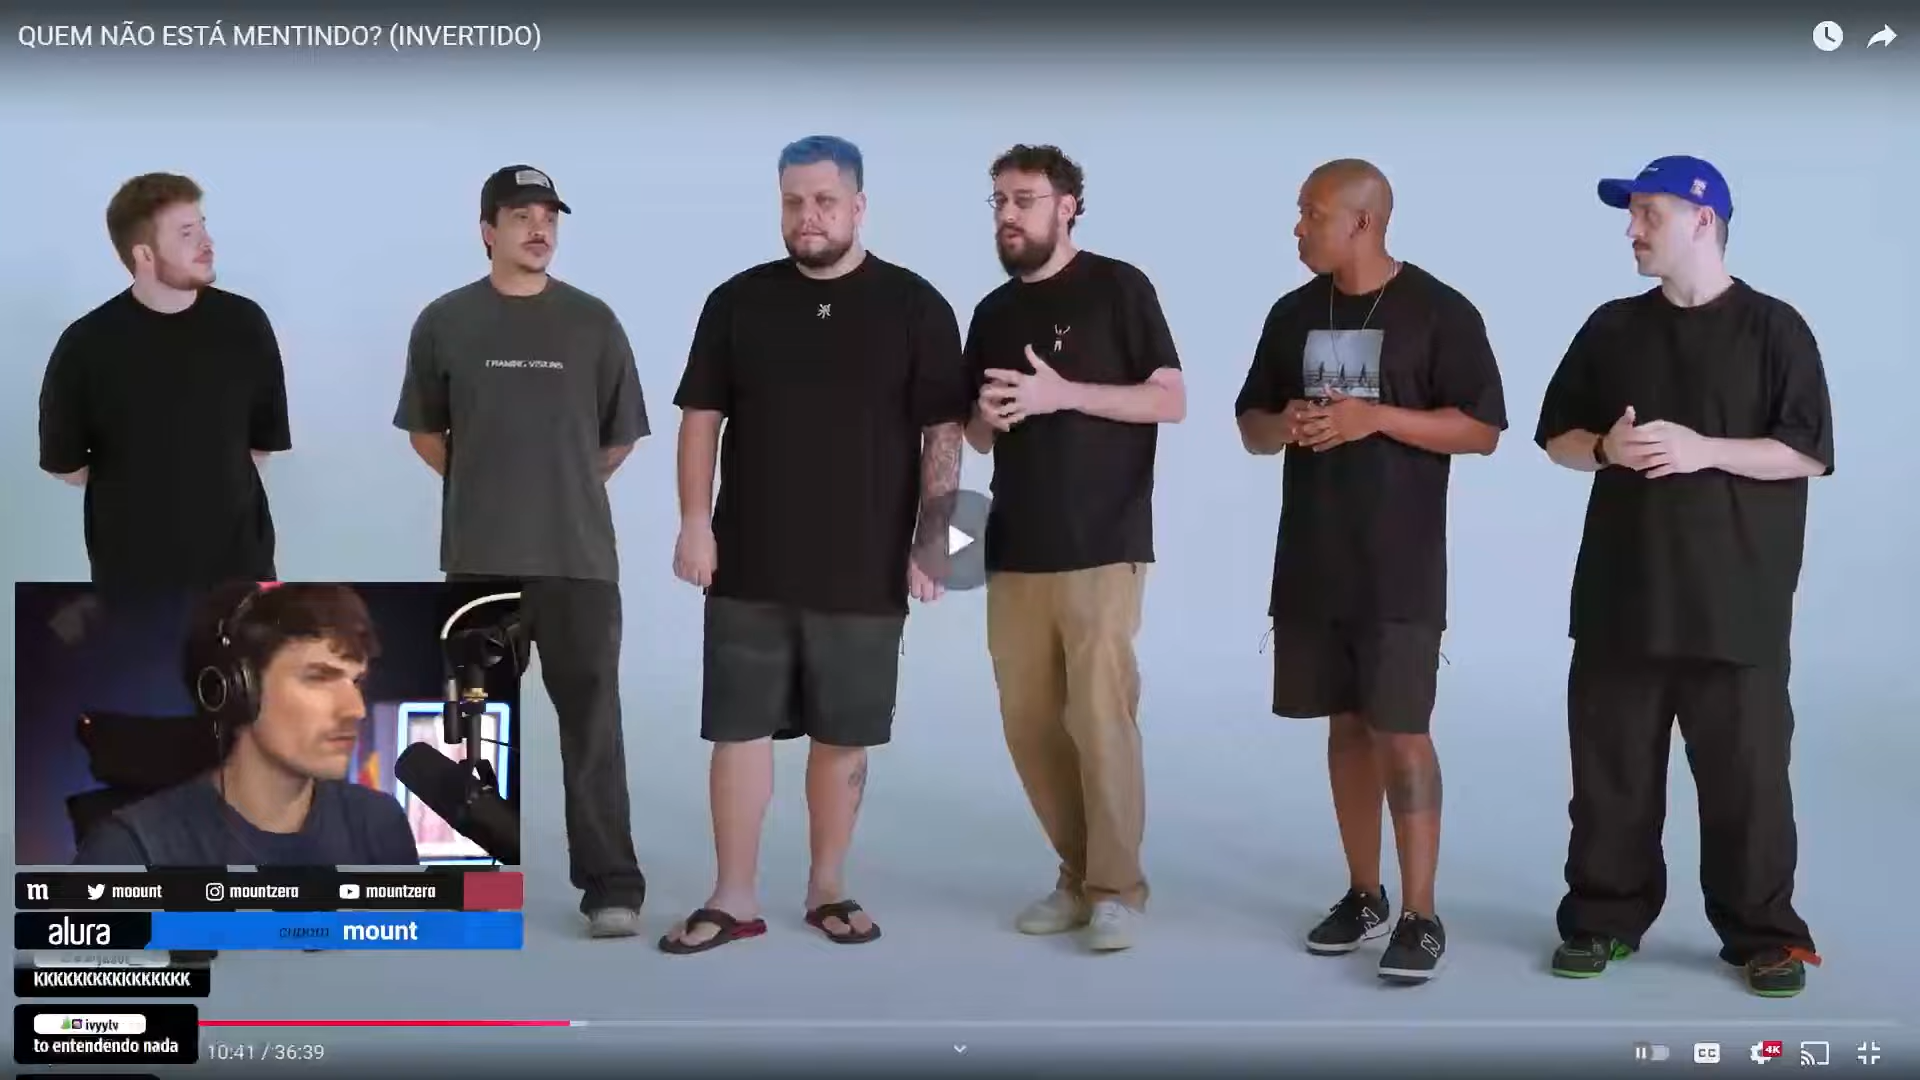 QUEM NÃO ESTÁ MENTINDO? (INVERTIDO)
FRAMING VISIONS
m moount mountzera mountzera
alura cupom mount
KKKKKKKKKKKKKKKK
ivyylv
to entendendo nada
10:41 / 36:39
CC
4K